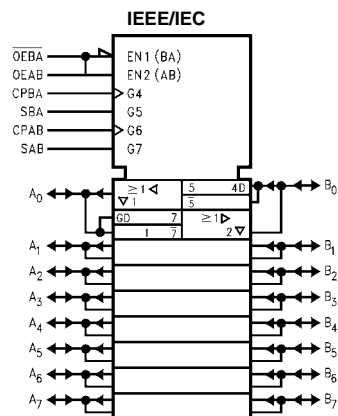 IEEE/IEC
OEBA EN1 (BA)
OEAB EN2 (AB)
CPBA G4
SBA G5
CPAB G6
SAB G7
A0 ≥1 ◁ 5 4D B0
▽1 5
GD 7 ≥1 ▷
1 7 2 ▽
A1 B1
A2 B2
A3 B3
A4 B4
A5 B5
A6 B6
A7 B7